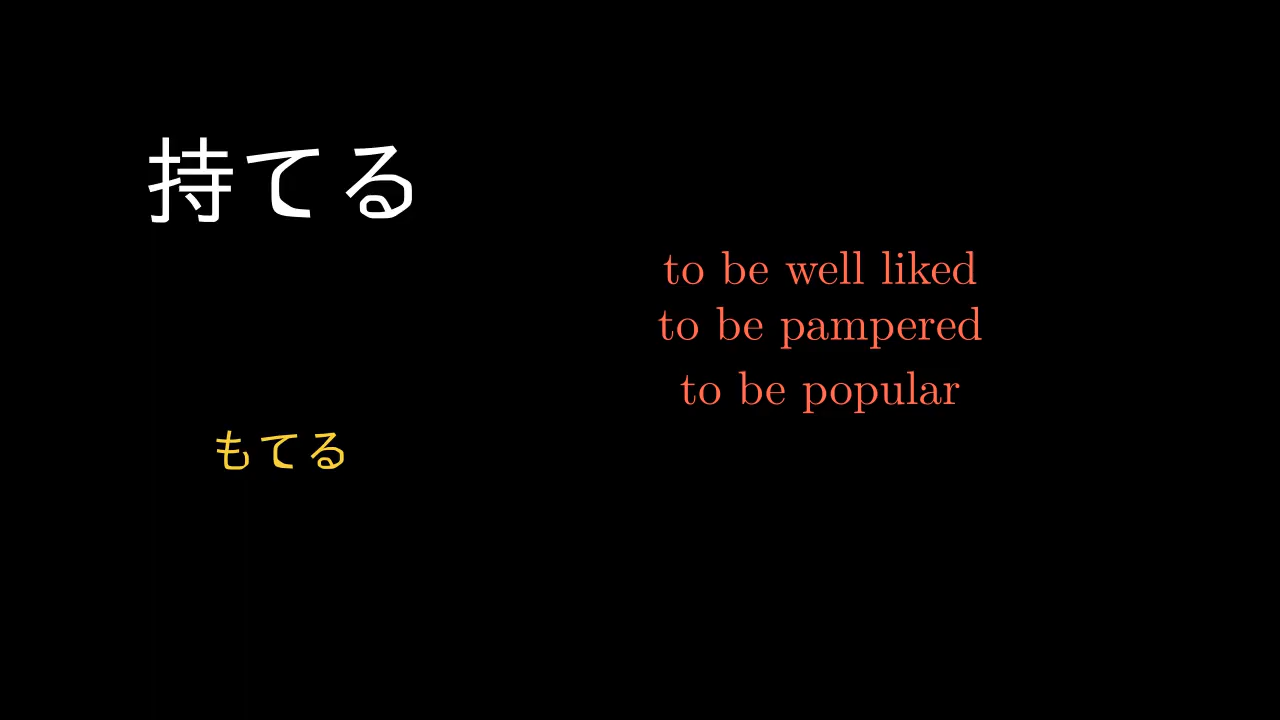 持てる
to be well liked
to be pampered
to be popular
もてる